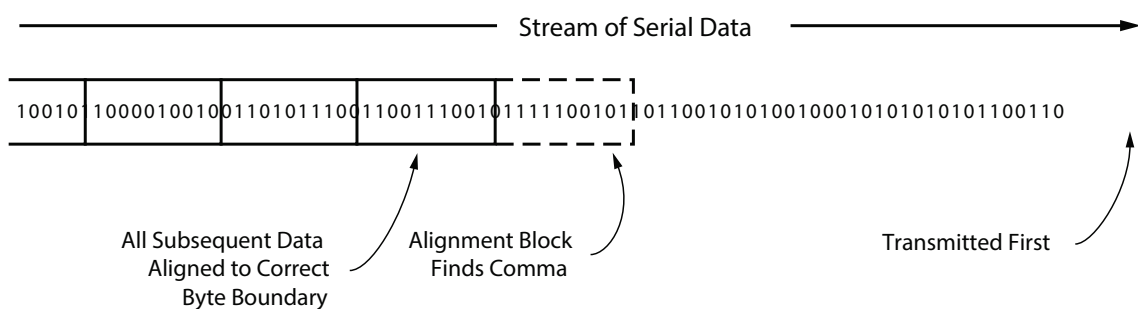 Stream of Serial Data
1001011000010010011010111001100111001011111001011011001010100100010101010101100110
All Subsequent Data
Aligned to Correct
Byte Boundary
Alignment Block
Finds Comma
Transmitted First